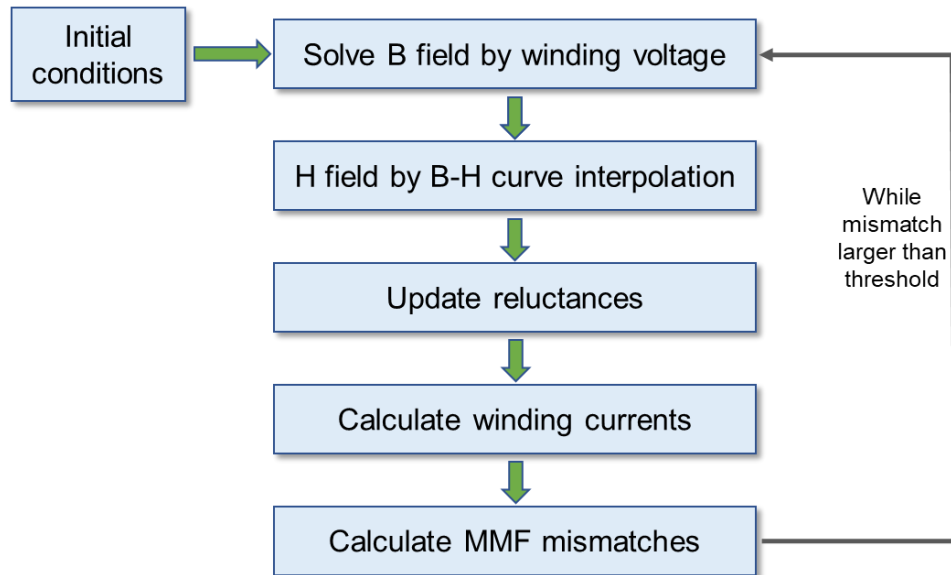 Initial
conditions
Solve B field by winding voltage
H field by B-H curve interpolation
Update reluctances
Calculate winding currents
Calculate MMF mismatches
While
mismatch
larger than
threshold